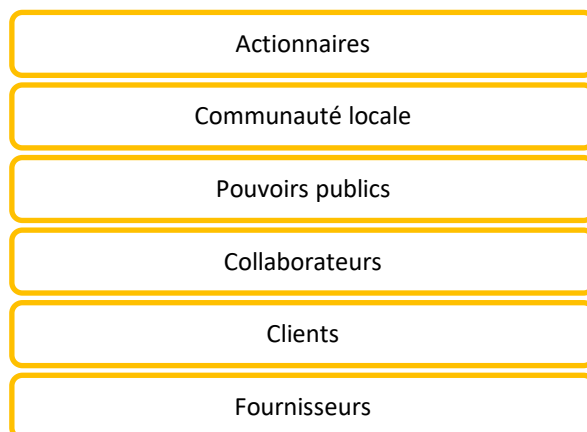 Actionnaires
Communauté locale
Pouvoirs publics
Collaborateurs
Clients
Fournisseurs